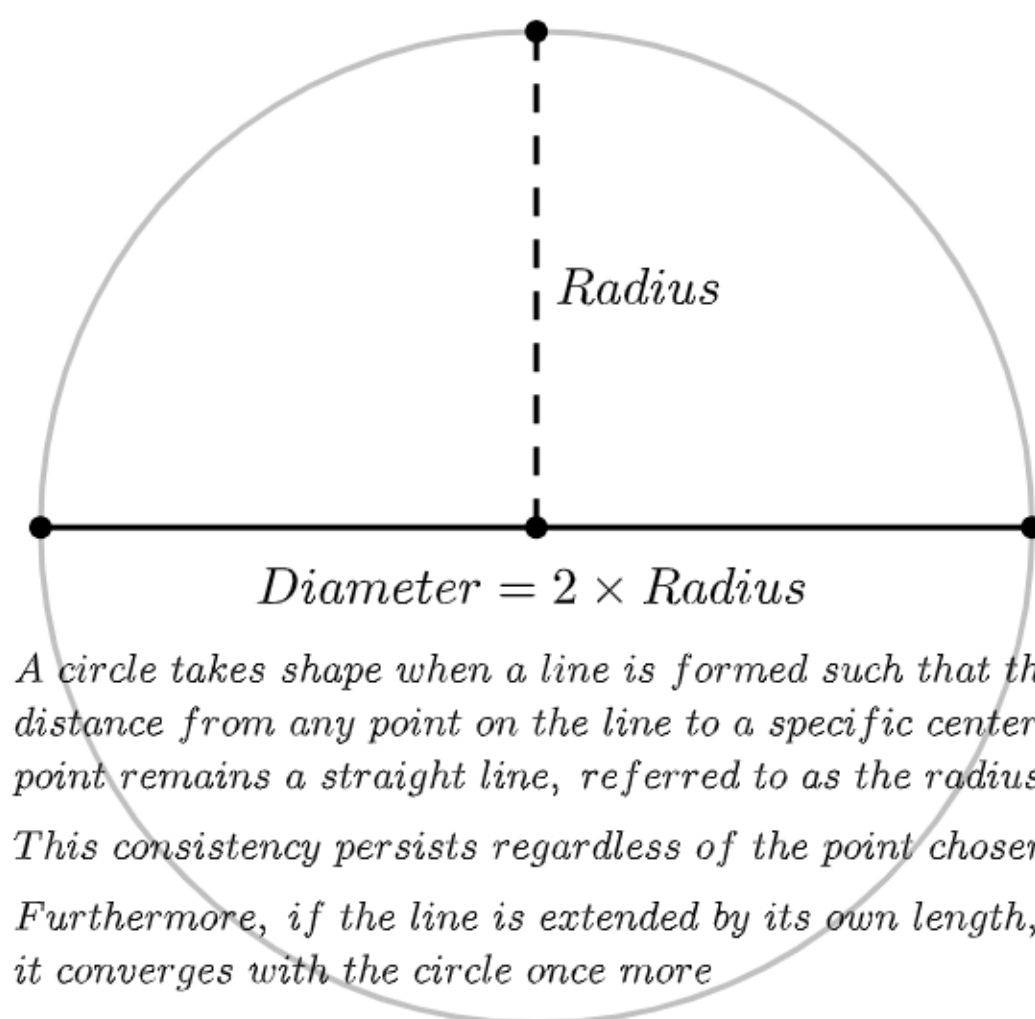 Radius
Diameter = 2 × Radius
A circle takes shape when a line is formed such that th
distance from any point on the line to a specific center
point remains a straight line, referred to as the radius
This consistency persists regardless of the point chosen
Furthermore, if the line is extended by its own length,
it converges with the circle once more